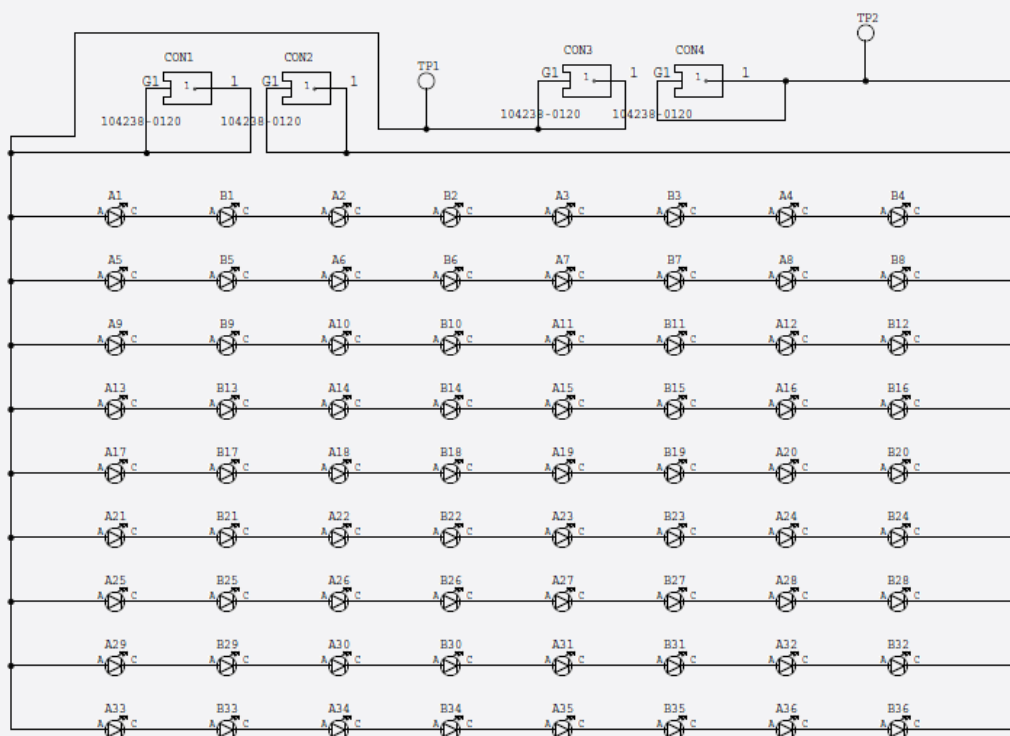 TP2
CON3 CON4
CON1 CON2
TP1
G1 1 1 G1 1 1
G1 1 1 G1 1 1
104238-0120 104238-0120
104238-0120 104238-0120
A1 B1 A2 B2 A3 B3 A4 B4
A C A C A C A C A C A C A C A C
A5 B5 A6 B6 A7 B7 A8 B8
A C A C A C A C A C A C A C A C
A9 B9 A10 B10 A11 B11 A12 B12
A C A C A C A C A C A C A C A C
A13 B13 A14 B14 A15 B15 A16 B16
A C A C A C A C A C A C A C A C
A17 B17 A18 B18 A19 B19 A20 B20
A C A C A C A C A C A C A C A C
A21 B21 A22 B22 A23 B23 A24 B24
A C A C A C A C A C A C A C A C
A25 B25 A26 B26 A27 B27 A28 B28
A C A C A C A C A C A C A C A C
A29 B29 A30 B30 A31 B31 A32 B32
A C A C A C A C A C A C A C A C
A33 B33 A34 B34 A35 B35 A36 B36
A C A C A C A C A C A C A C A C